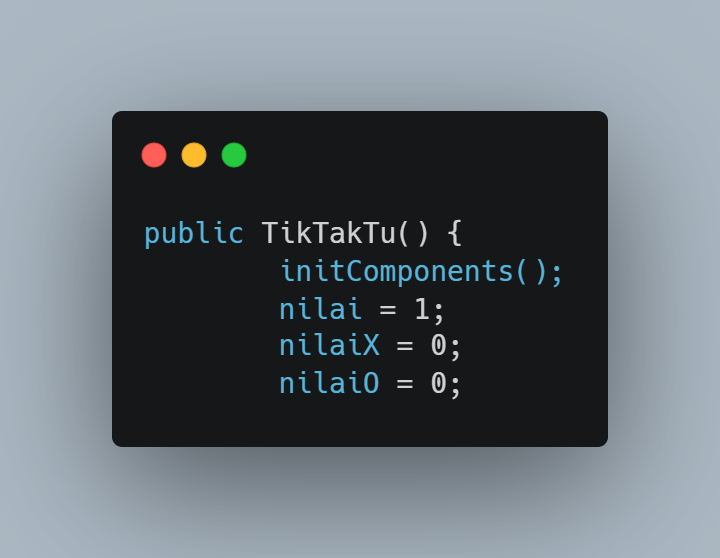 public TikTakTu() {
initComponents();
nilai = 1;
nilaiX = 0;
nilaiO = 0;